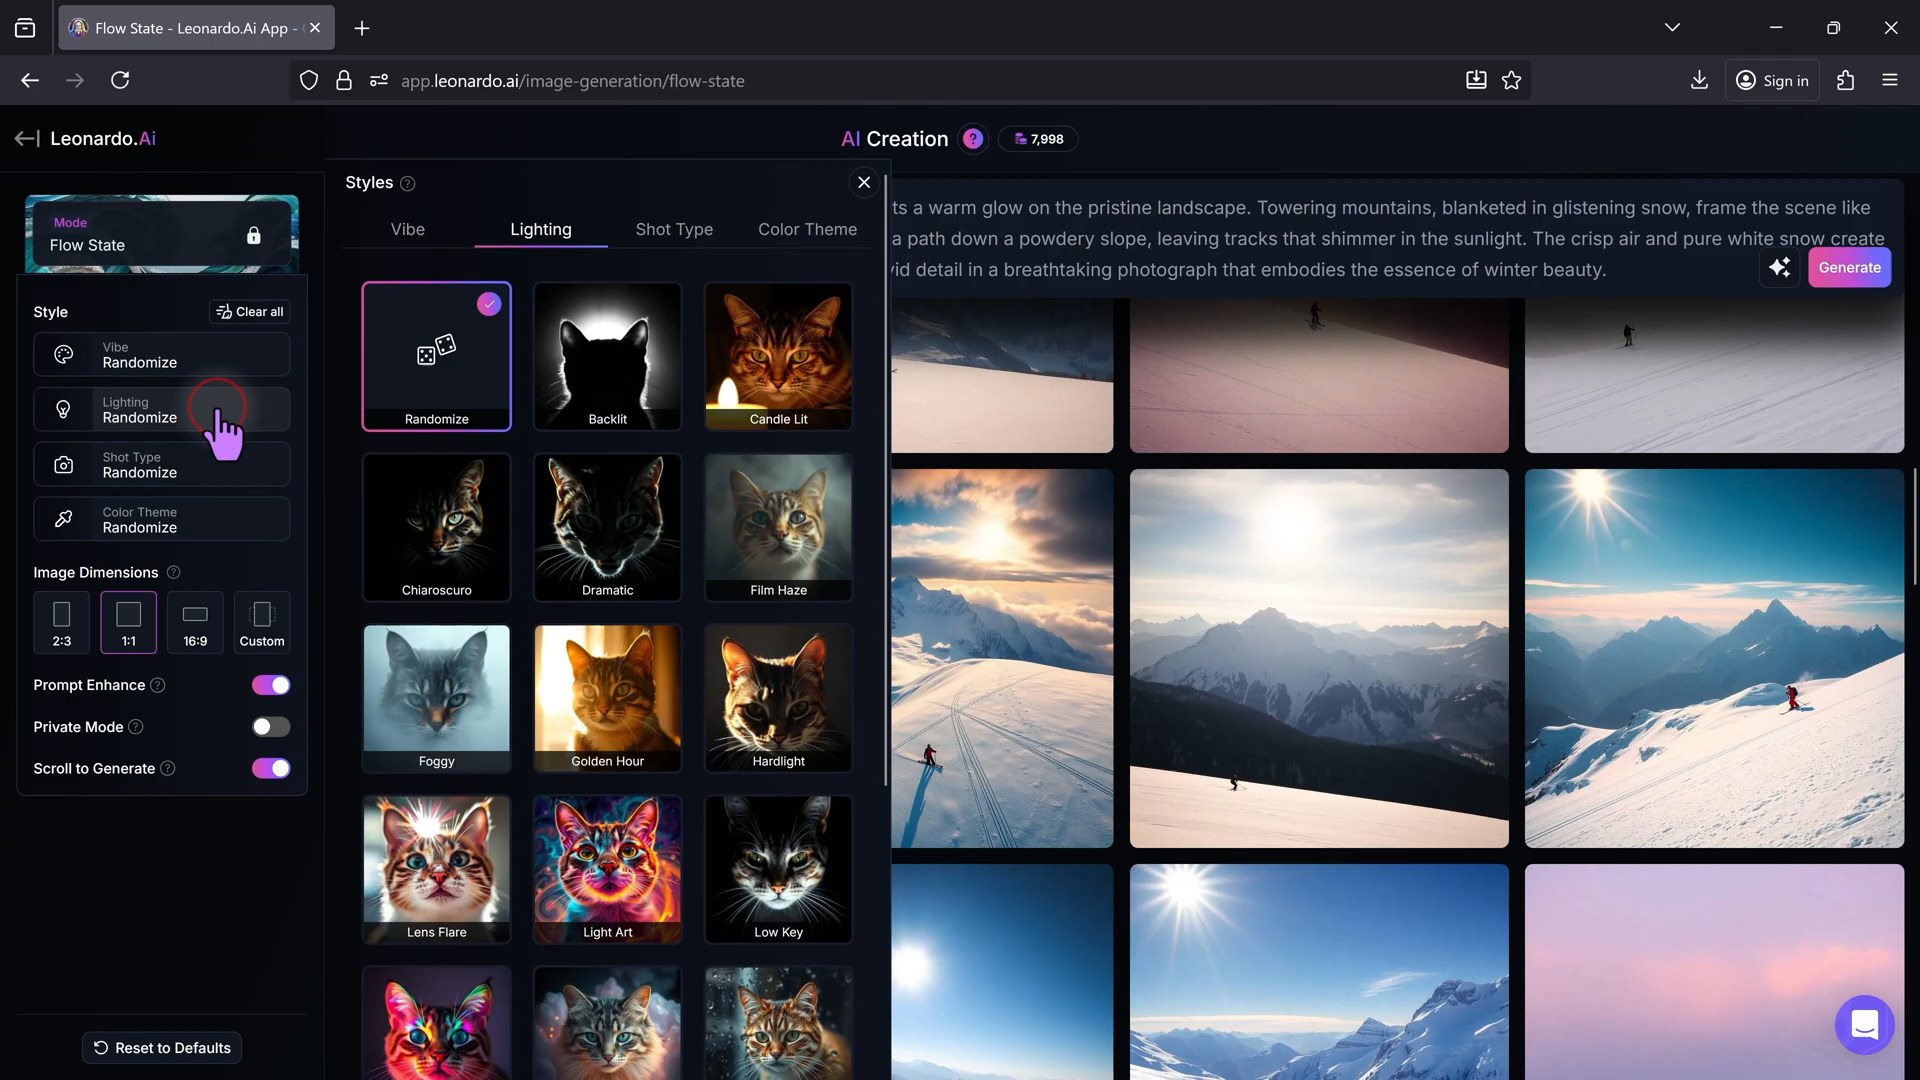 Flow State - Leonardo.Ai App -
app.leonardo.ai/image-generation/flow-state
Sign in
Leonardo.Ai
AI Creation
?
7,998
Mode
Flow State
Style
Clear all
Vibe
Randomize
Lighting
Randomize
Shot Type
Randomize
Color Theme
Randomize
Image Dimensions ?
2:3
1:1
16:9
Custom
Prompt Enhance ?
Private Mode ?
Scroll to Generate ?
Reset to Defaults
Styles ?
Vibe
Lighting
Shot Type
Color Theme
Randomize
Backlit
Candle Lit
Chiaroscuro
Dramatic
Film Haze
Foggy
Golden Hour
Hardlight
Lens Flare
Light Art
Low Key
ts a warm glow on the pristine landscape. Towering mountains, blanketed in glistening snow, frame the scene like
a path down a powdery slope, leaving tracks that shimmer in the sunlight. The crisp air and pure white snow create
vid detail in a breathtaking photograph that embodies the essence of winter beauty.
Generate